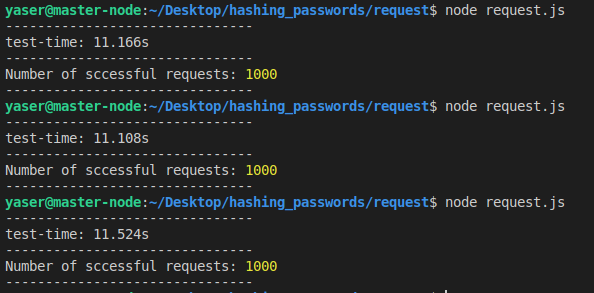 yaser@master-node:~/Desktop/hashing_passwords/request$ node request.js
-------------------------------
test-time: 11.166s
-------------------------------
Number of sccessful requests: 1000
-------------------------------
yaser@master-node:~/Desktop/hashing_passwords/request$ node request.js
-------------------------------
test-time: 11.108s
-------------------------------
Number of sccessful requests: 1000
-------------------------------
yaser@master-node:~/Desktop/hashing_passwords/request$ node request.js
-------------------------------
test-time: 11.524s
-------------------------------
Number of sccessful requests: 1000
-------------------------------